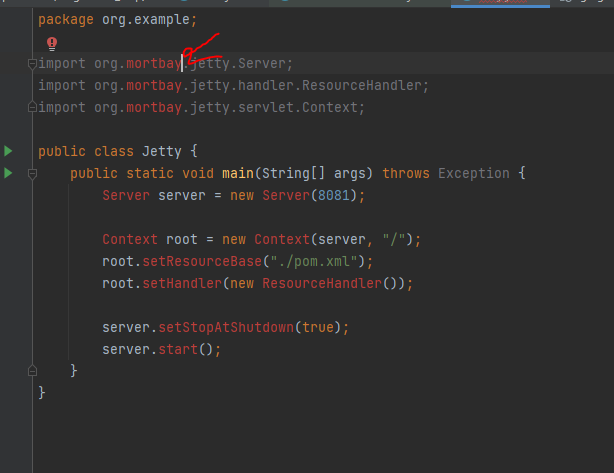 package org.example;
import org.mortbay.jetty.Server;
import org.mortbay.jetty.handler.ResourceHandler;
import org.mortbay.jetty.servlet.Context;
public class Jetty {
public static void main(String[] args) throws Exception {
Server server = new Server(8081);
Context root = new Context(server, "/");
root.setResourceBase("./pom.xml");
root.setHandler(new ResourceHandler());
server.setStopAtShutdown(true);
server.start();
}
}